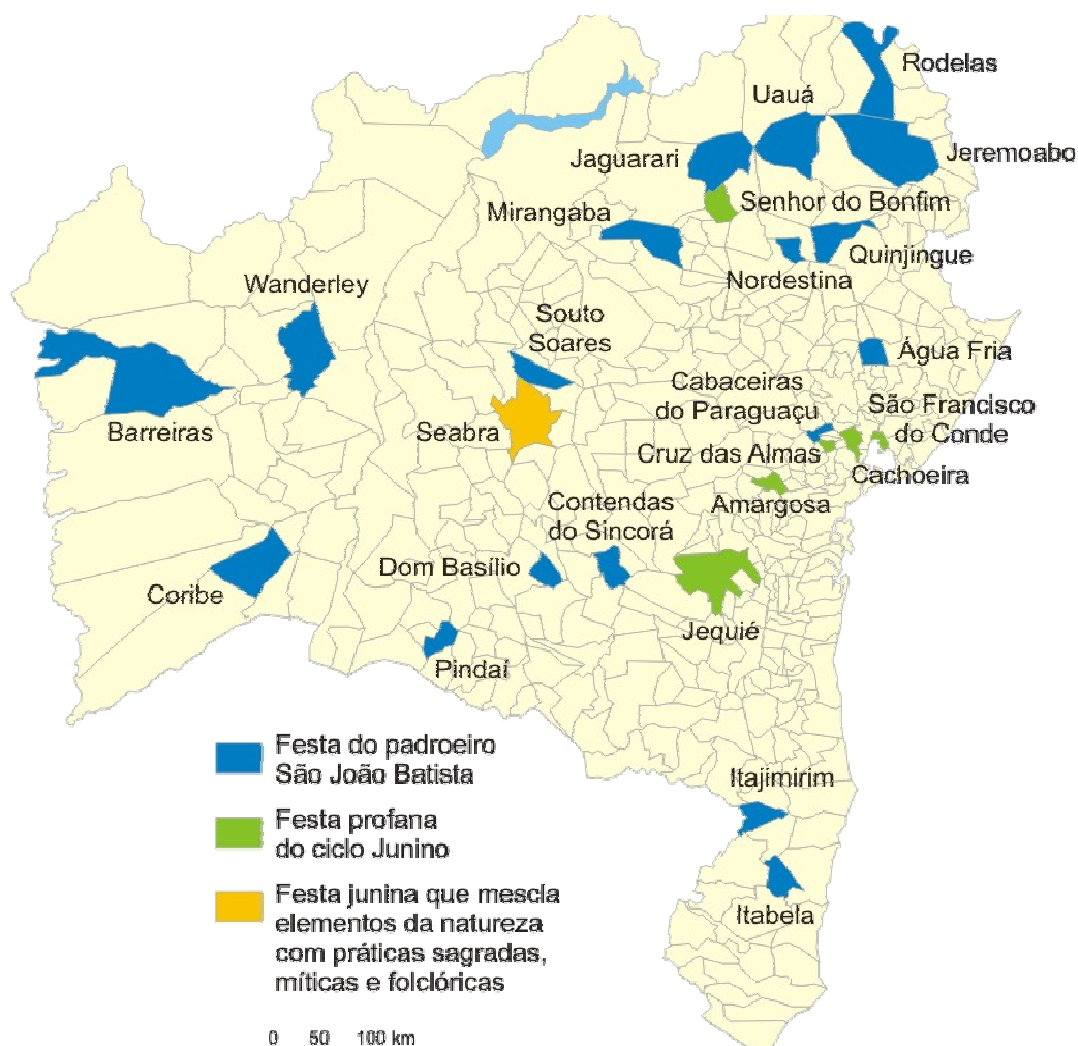 Rodelas
Uauá
Jaguarari
Jeremoabo
Senhor do Bonfim
Mirangaba
Quinjingue
Nordestina
Wanderley
Souto
Soares
Água Fria
Cabaceiras
do Paraguaçu
São Francisco
do Conde
Barreiras
Seabra
Cruz das Almas
Cachoeira
Amargosa
Contendas
do Sincorá
Dom Basílio
Coribe
Jequié
Pindaí
Festa do padroeiro
São João Batista
Itajimirim
Festa profana
do ciclo Junino
Festa junina que mescla
elementos da natureza
com práticas sagradas,
míticas e folclóricas
Itabela
0 50 100 km